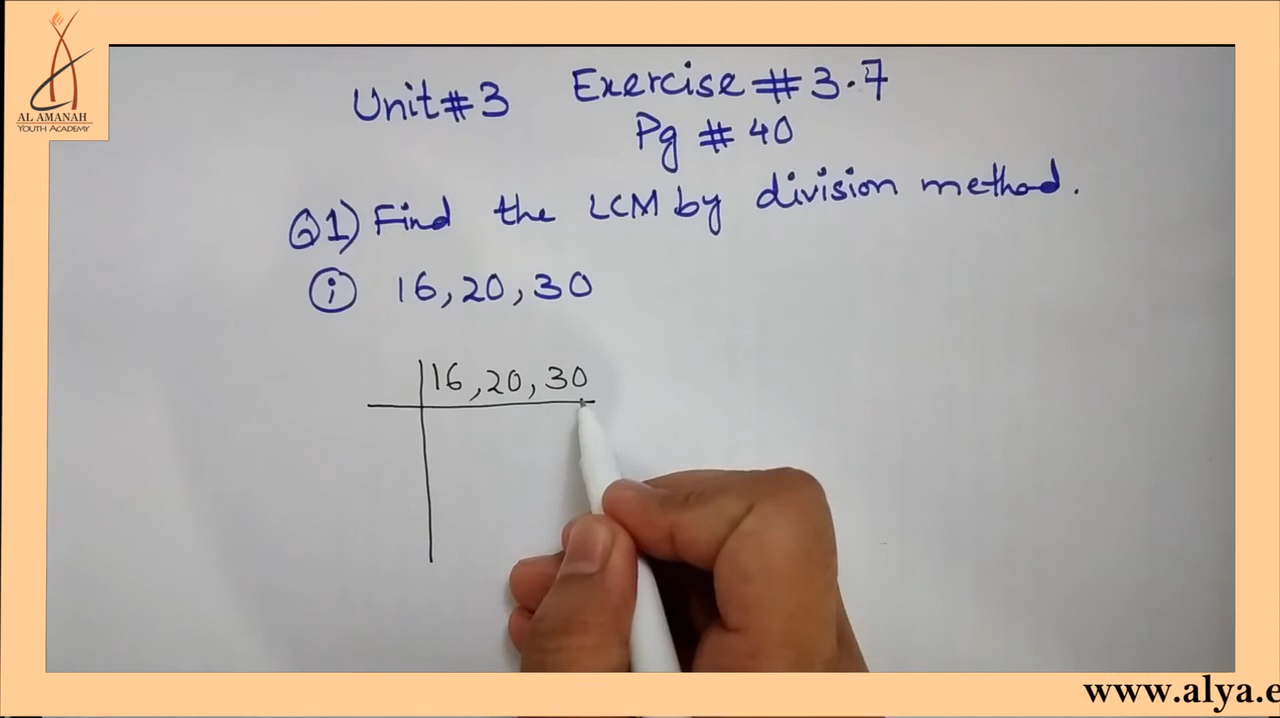 AL AMANAH
YOUTH ACADEMY
Unit # 3 Exercise # 3.7
Pg # 40
Q1) Find the LCM by division method.
(i) 16, 20, 30
16, 20, 30
www.alya.e